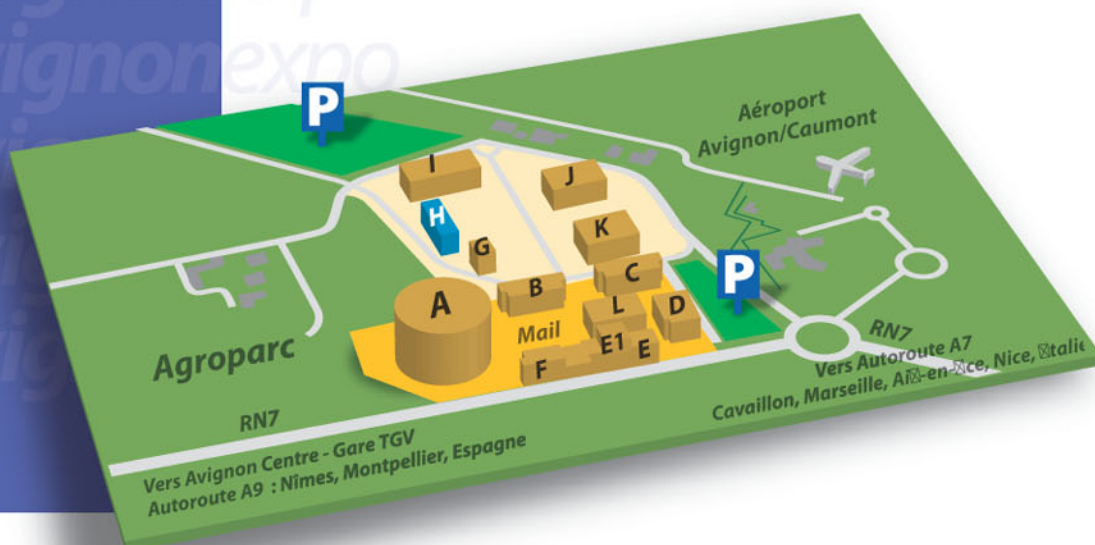 avignonexpo
P
Aéroport
Avignon/Caumont
I
J
H
K
G
C
P
B
A
L
D
Mail
E1
E
F
Agroparc
RN7
RN7
Vers Autoroute A7
Cavaillon, Marseille, Nice,
Vers Avignon Centre - Gare TGV
Autoroute A9 : Nîmes, Montpellier, Espagne